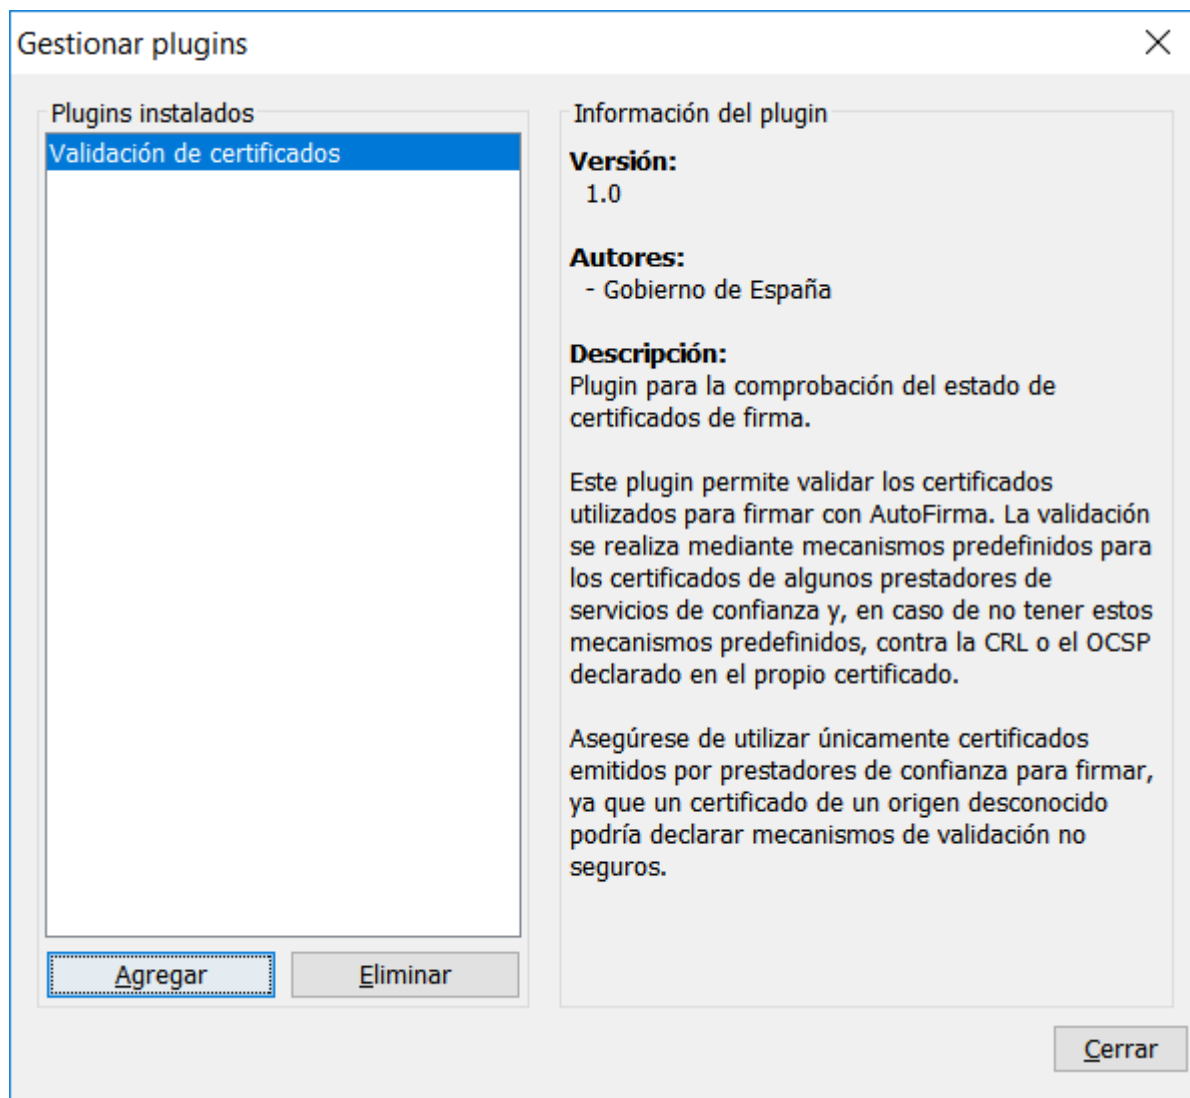 Gestionar plugins
Plugins instalados
Validación de certificados
Agregar
Eliminar
Información del plugin
Versión:
1.0
Autores:
- Gobierno de España
Descripción:
Plugin para la comprobación del estado de
certificados de firma.
Este plugin permite validar los certificados
utilizados para firmar con AutoFirma. La validación
se realiza mediante mecanismos predefinidos para
los certificados de algunos prestadores de
servicios de confianza y, en caso de no tener estos
mecanismos predefinidos, contra la CRL o el OCSP
declarado en el propio certificado.
Asegúrese de utilizar únicamente certificados
emitidos por prestadores de confianza para firmar,
ya que un certificado de un origen desconocido
podría declarar mecanismos de validación no
seguros.
Cerrar